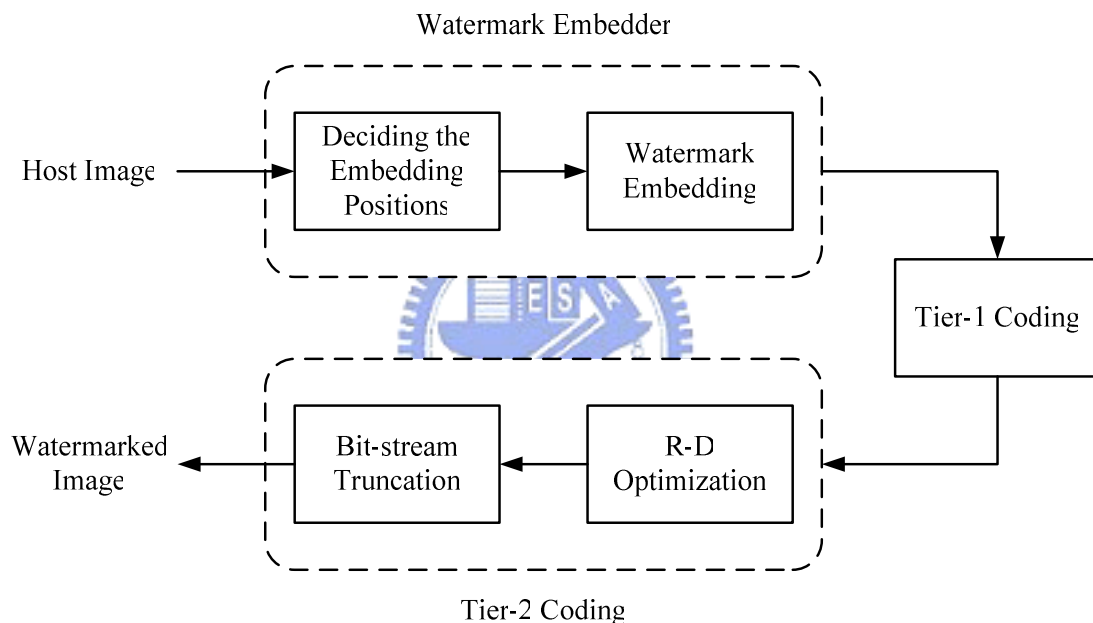 Watermark Embedder
Host Image
Deciding the
Embedding
Positions
Watermark
Embedding
ESA
Tier-1 Coding
Watermarked
Image
Bit-stream
Truncation
R-D
Optimization
Tier-2 Coding